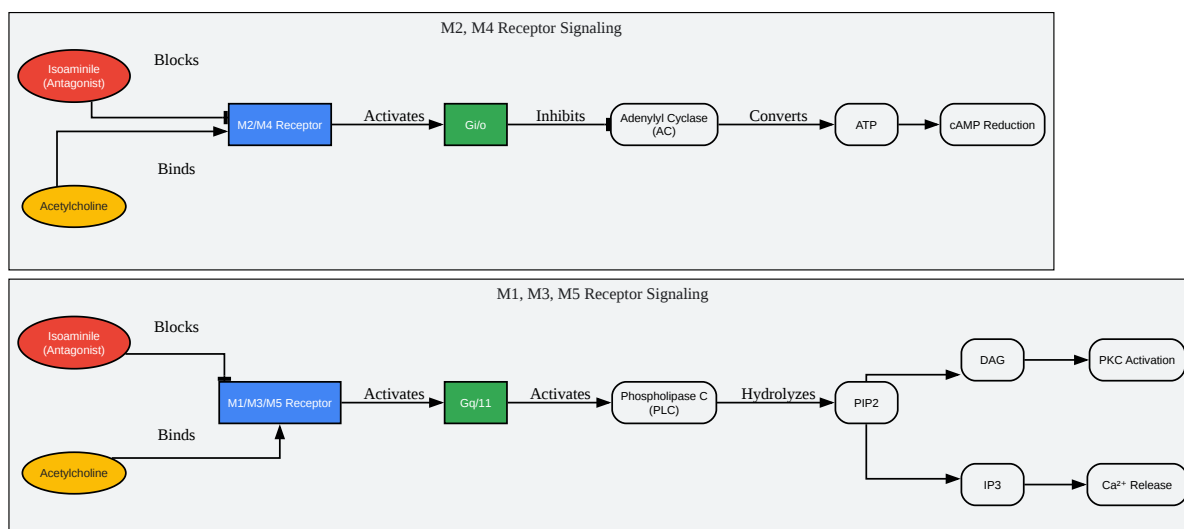 M2, M4 Receptor Signaling
Isoaminile
(Antagonist)
Blocks
M2/M4 Receptor
Activates
Gi/o
Inhibits
Adenylyl Cyclase
(AC)
Converts
ATP
cAMP Reduction
Binds
Acetylcholine
M1, M3, M5 Receptor Signaling
Isoaminile
(Antagonist)
Blocks
M1/M3/M5 Receptor
Activates
Gq/11
Activates
Phospholipase C
(PLC)
Hydrolyzes
PIP2
DAG
PKC Activation
Binds
Acetylcholine
IP3
Ca²⁺ Release